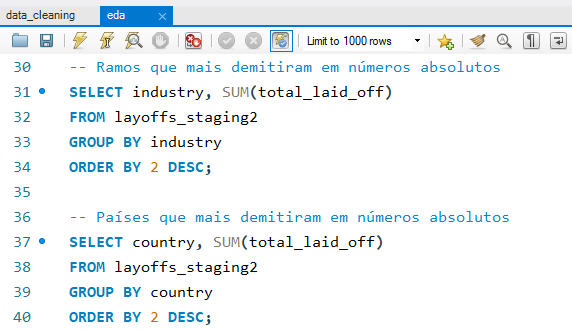 data_cleaning eda
Limit to 1000 rows
30 -- Ramos que mais demitiram em números absolutos
31 SELECT industry, SUM(total_laid_off)
32 FROM layoffs_staging2
33 GROUP BY industry
34 ORDER BY 2 DESC;
35
36 -- Países que mais demitiram em números absolutos
37 SELECT country, SUM(total_laid_off)
38 FROM layoffs_staging2
39 GROUP BY country
40 ORDER BY 2 DESC;